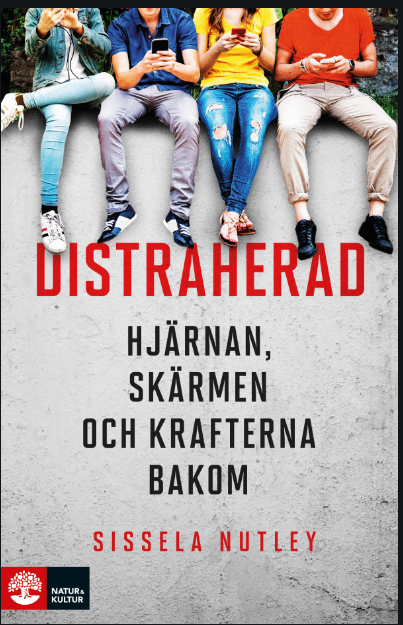 DISTRAHERAD
HJÄRNAN,
SKÄRMEN
OCH KRAFTERNA
BAKOM
SISSELA NUTLEY
NATUR&
KULTUR